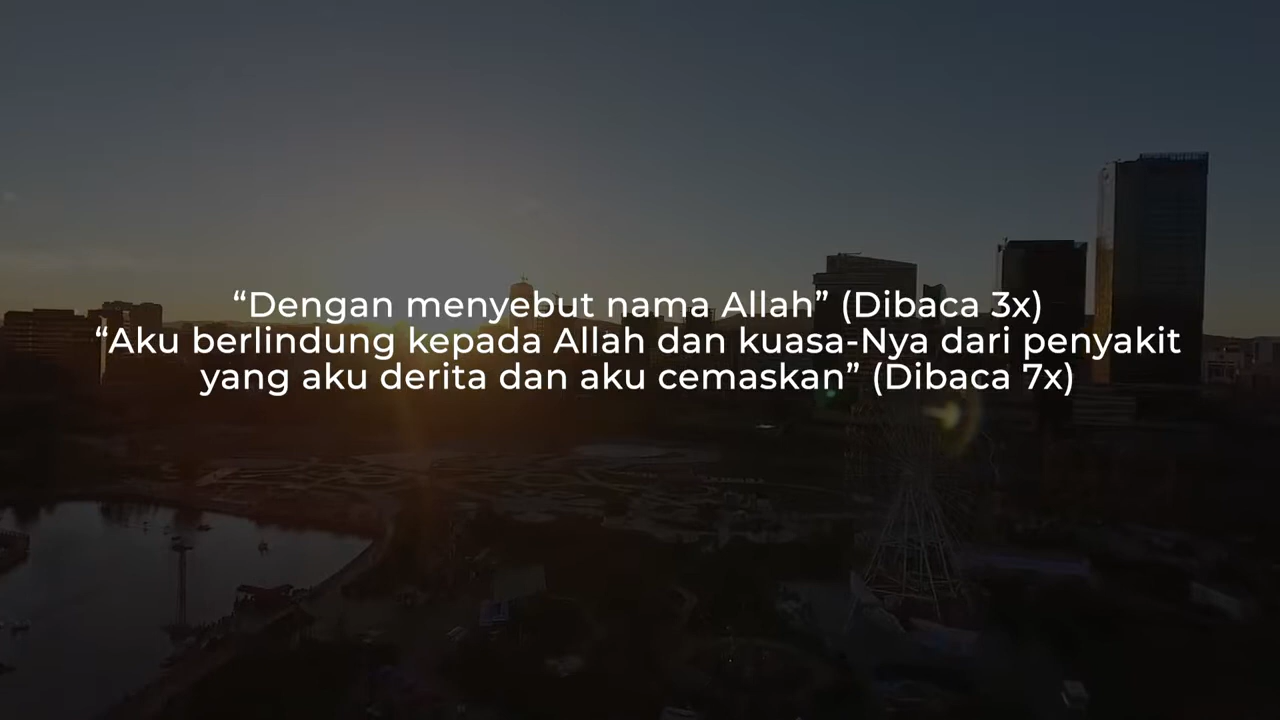 “Dengan menyebut nama Allah” (Dibaca 3x)
“Aku berlindung kepada Allah dan kuasa-Nya dari penyakit
yang aku derita dan aku cemaskan” (Dibaca 7x)